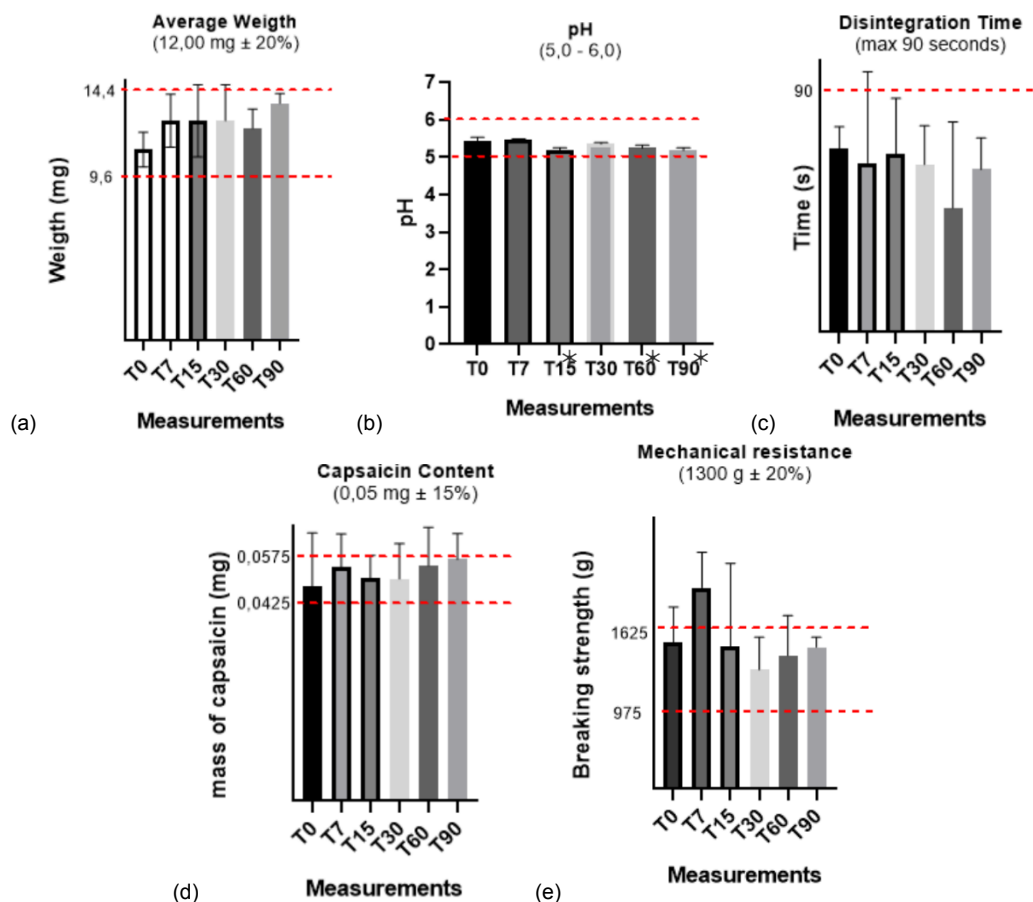 Average Weigth
(12,00 mg ± 20%)
14,4
9,6
Weigth (mg)
T0 T7 T15 T30 T60 T90
Measurements
(a)
pH
(5,0 - 6,0)
7
6
5
4
3
2
1
0
pH
T0 T7 T15* T30 T60* T90*
Measurements
(b)
Disintegration Time
(max 90 seconds)
90
Time (s)
T0 T7 T15 T30 T60 T90
Measurements
(c)
Capsaicin Content
(0,05 mg ± 15%)
0,0575
0,0425
mass of capsaicin (mg)
T0 T7 T15 T30 T60 T90
Measurements
(d)
Mechanical resistance
(1300 g ± 20%)
1625
975
Breaking strength (g)
T0 T7 T15 T30 T60 T90
Measurements
(e)